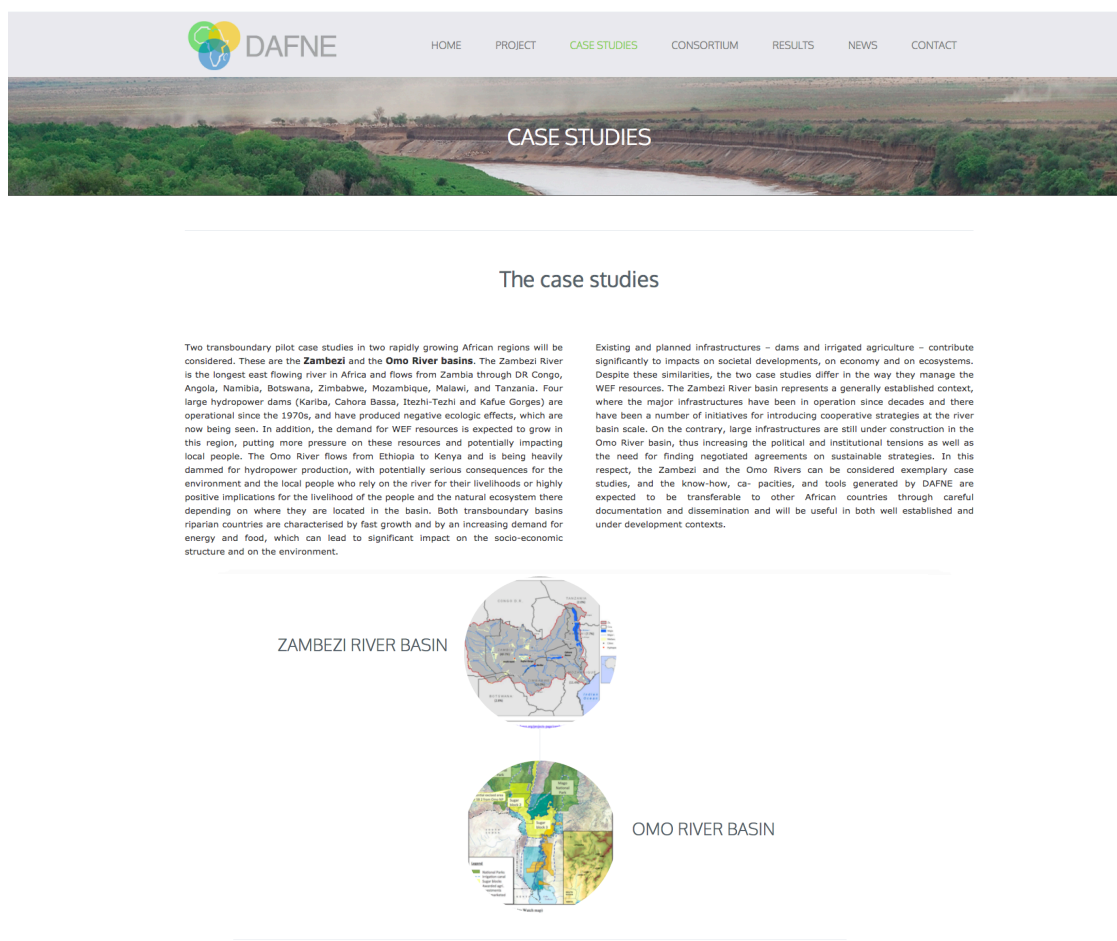 DAFNE
HOME PROJECT CASE STUDIES CONSORTIUM RESULTS NEWS CONTACT
CASE STUDIES
The case studies
Two transboundary pilot case studies in two rapidly growing African regions will be
considered. These are the Zambezi and the Omo River basins. The Zambezi River
is the longest east flowing river in Africa and flows from Zambia through DR Congo,
Angola, Namibia, Botswana, Zimbabwe, Mozambique, Malawi, and Tanzania. Four
large hydropower dams (Kariba, Cahora Bassa, Itezhi-Tezhi and Kafue Gorges) are
operational since the 1970s, and have produced negative ecologic effects, which are
now being seen. In addition, the demand for WEF resources is expected to grow in
this region, putting more pressure on these resources and potentially impacting
local people. The Omo River flows from Ethiopia to Kenya and is being heavily
dammed for hydropower production, with potentially serious consequences for the
environment and the local people who rely on the river for their livelihoods or highly
positive implications for the livelihood of the people and the natural ecosystem there
depending on where they are located in the basin. Both transboundary basins
riparian countries are characterised by fast growth and by an increasing demand for
energy and food, which can lead to significant impact on the socio-economic
structure and on the environment.
Existing and planned infrastructures – dams and irrigated agriculture – contribute
significantly to impacts on societal developments, on economy and on ecosystems.
Despite these similarities, the two case studies differ in the way they manage the
WEF resources. The Zambezi River basin represents a generally established context,
where the major infrastructures have been in operation since decades and there
have been a number of initiatives for introducing cooperative strategies at the river
basin scale. On the contrary, large infrastructures are still under construction in the
Omo River basin, thus increasing the political and institutional tensions as well as
the need for finding negotiated agreements on sustainable strategies. In this
respect, the Zambezi and the Omo Rivers can be considered exemplary case
studies, and the know-how, ca- pacities, and tools generated by DAFNE are
expected to be transferable to other African countries through careful
documentation and dissemination and will be useful in both well established and
under development contexts.
ZAMBEZI RIVER BASIN
TANZANIA
BOTSWANA
Mago
National
Park
Sugar
Block
Sugar
Block
National Parks
Irrigation canal
Sugar Blocks
OMO RIVER BASIN